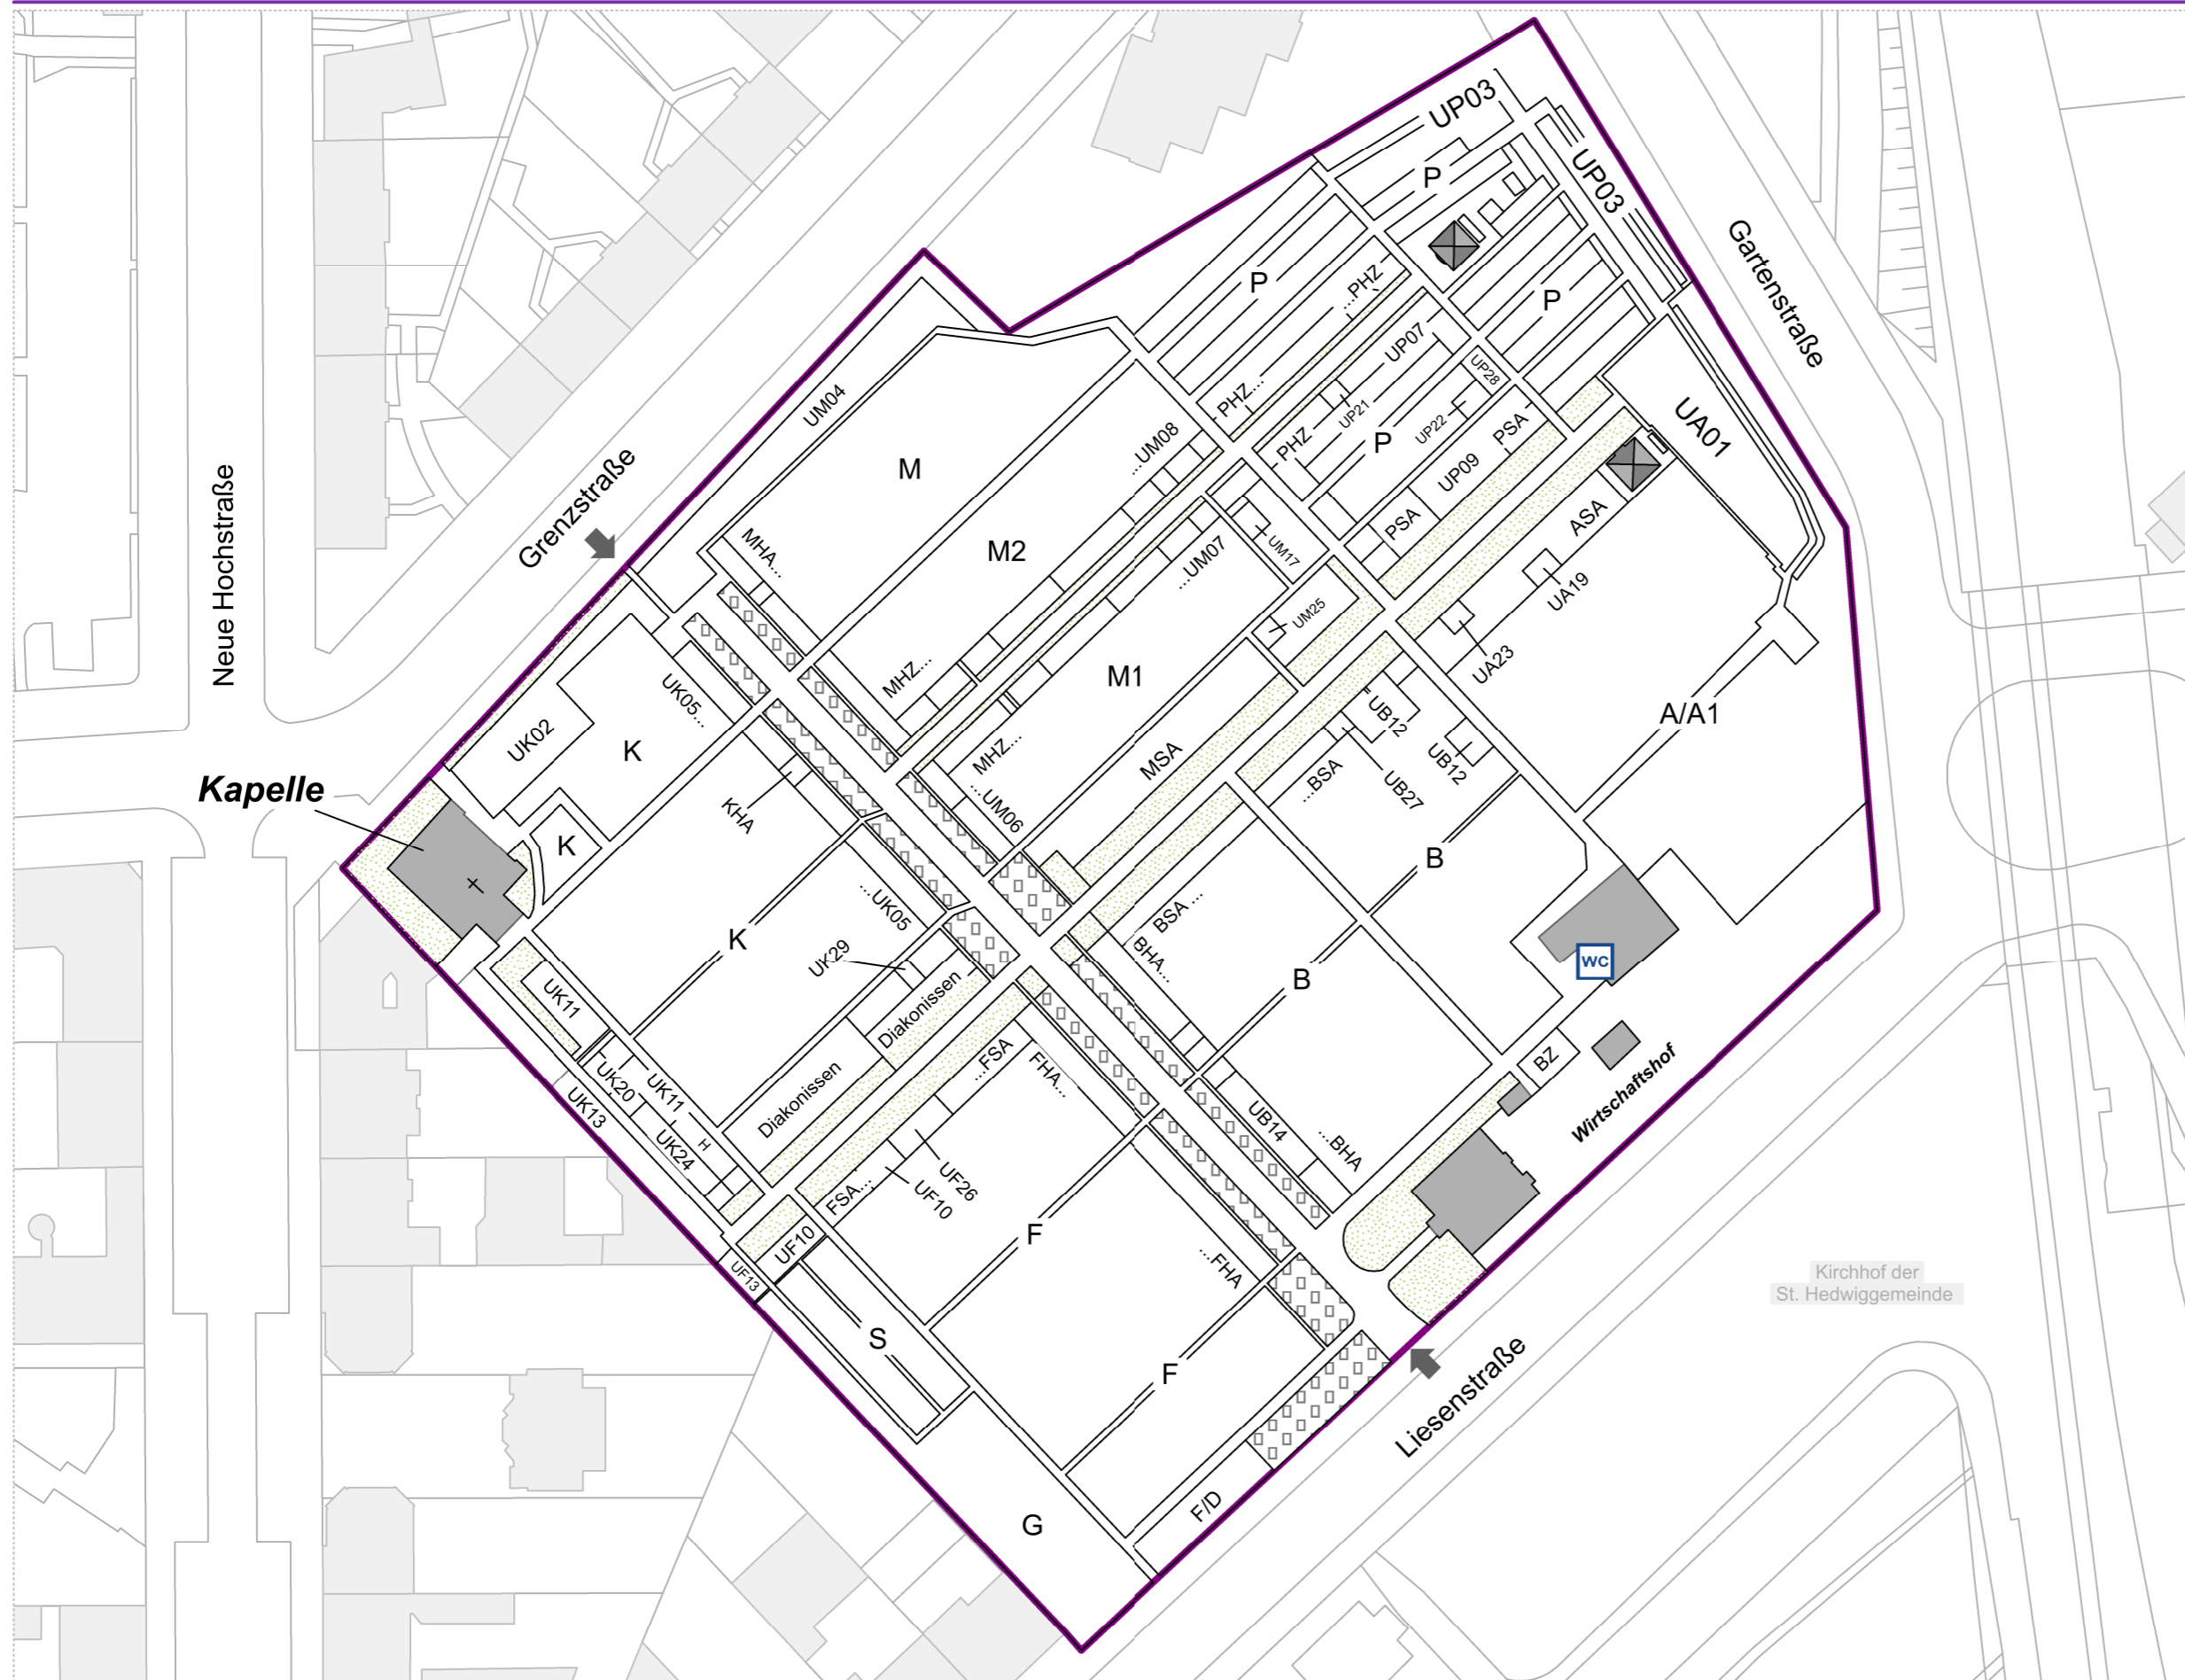 UP03
P
UP03
Gartenstraße
P
...PHZ
P
UP07
UP28
PHZ...
UP21
UP22
PSA
PHZ
P
UA01
UM04
...UM08
M
UP09
Grenzstraße
Neue Hochstraße
PSA
ASA
MHA...
M2
...UM07
UM17
UA19
UM25
UA23
MHZ...
M1
UK05...
UB12
A/A1
UK02
K
UB12
MHZ...
MSA
...BSA
UB27
Kapelle
...UM06
KHA
K
B
...UK05
BSA ...
K
UK29
BHA...
WC
B
UK11
Diakonissen
...FSA
BZ
FHA...
Wirtschaftshof
UK20
UK11
Diakonissen
UK13
UB14
H
UK24
...BHA
UF26
FSA...
UF10
F
UF10
...FHA
UF13
Kirchhof der
St. Hedwiggemeinde
S
F
Liesenstraße
F/D
G